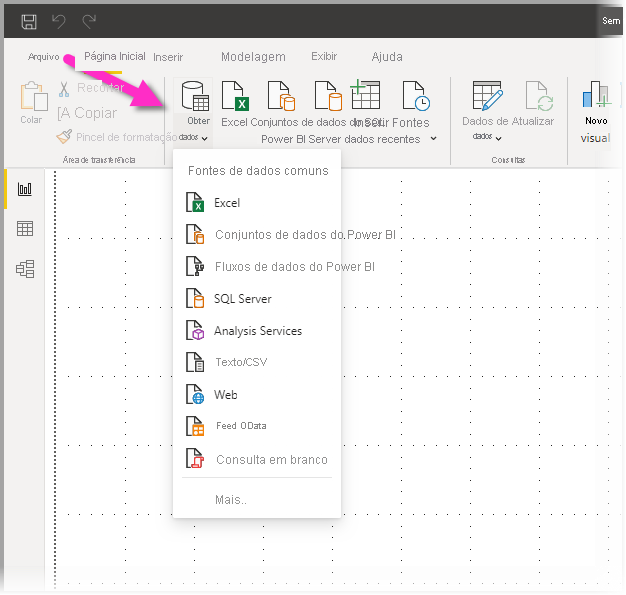 Sem
Arquivo Página Inicial Inserir Modelagem Exibir Ajuda
Recortar
[A Copiar
Pincel de formatação
Colar
Área de transferência
Obter
dados
Excel Conjuntos de dados do SQL Inserir Fontes
Power BI Server dados recentes
Dados de Atualizar
dados
Consultas
Novo
visual
Fontes de dados comuns
Excel
Conjuntos de dados do Power BI
Fluxos de dados do Power BI
SQL Server
Analysis Services
Texto/CSV
Web
Feed OData
Consulta em branco
Mais..